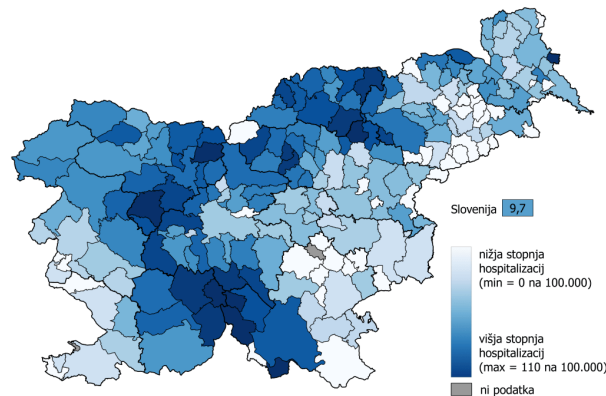 Slovenija 9,7
nižja stopnja
hospitalizacij
(min = 0 na 100.000)
višja stopnja
hospitalizacij
(max = 110 na 100.000)
ni podatka